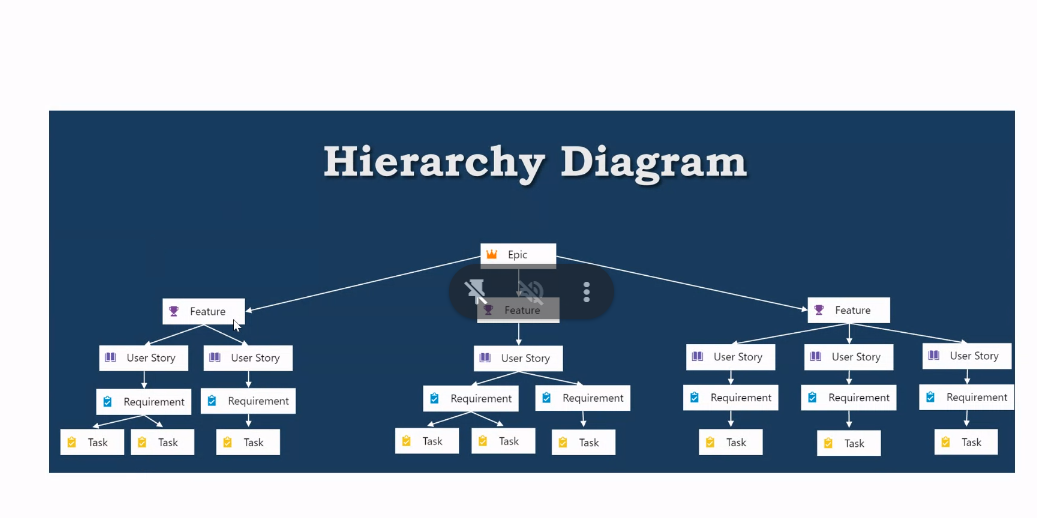 Hierarchy Diagram
Epic
Feature
Feature
Feature
User Story
User Story
User Story
User Story
User Story
User Story
Requirement
Requirement
Requirement
Requirement
Requirement
Requirement
Requirement
Task
Task
Task
Task
Task
Task
Task
Task
Task